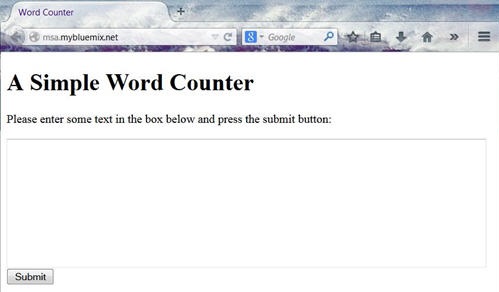 Word Counter
msa.mybluemix.net
Google
A Simple Word Counter
Please enter some text in the box below and press the submit button:
Submit